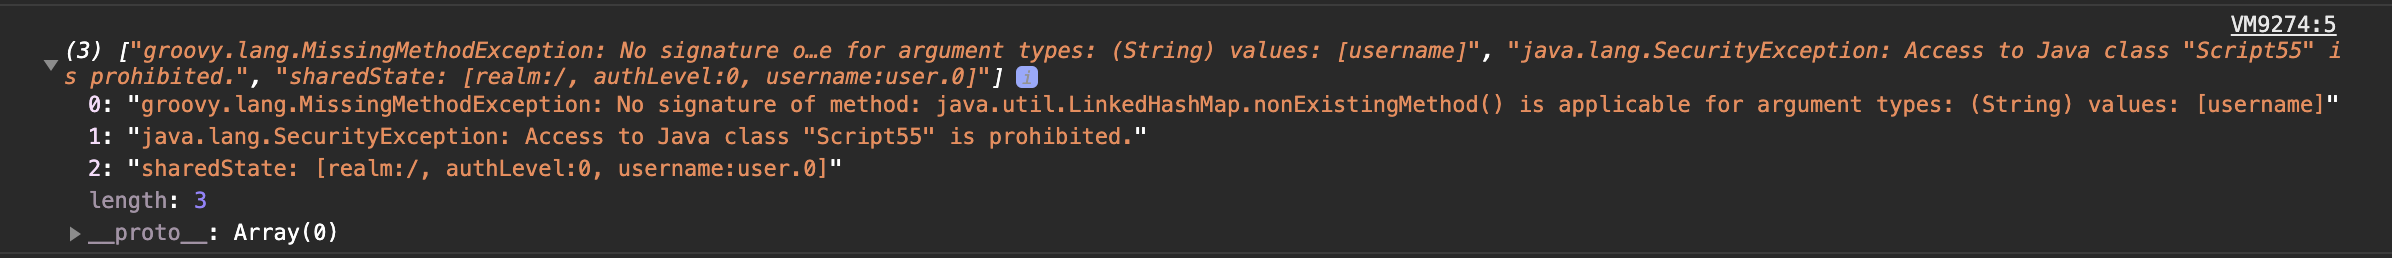 VM9274:5
(3) ["groovy.lang.MissingMethodException: No signature o…e for argument types: (String) values: [username]", "java.lang.SecurityException: Access to Java class "Script55" i
s prohibited.", "sharedState: [realm:/, authLevel:0, username:user.0]"] i
0: "groovy.lang.MissingMethodException: No signature of method: java.util.LinkedHashMap.nonExistingMethod() is applicable for argument types: (String) values: [username]"
1: "java.lang.SecurityException: Access to Java class "Script55" is prohibited."
2: "sharedState: [realm:/, authLevel:0, username:user.0]"
length: 3
__proto__: Array(0)